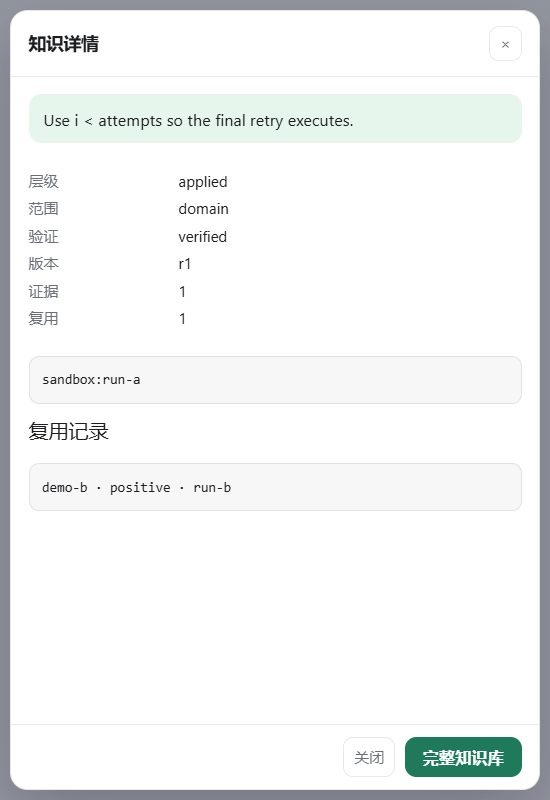 知识详情
×
Use i < attempts so the final retry executes.
层级 applied
范围 domain
验证 verified
版本 r1
证据 1
复用 1
sandbox:run-a
复用记录
demo-b · positive · run-b
关闭 完整知识库